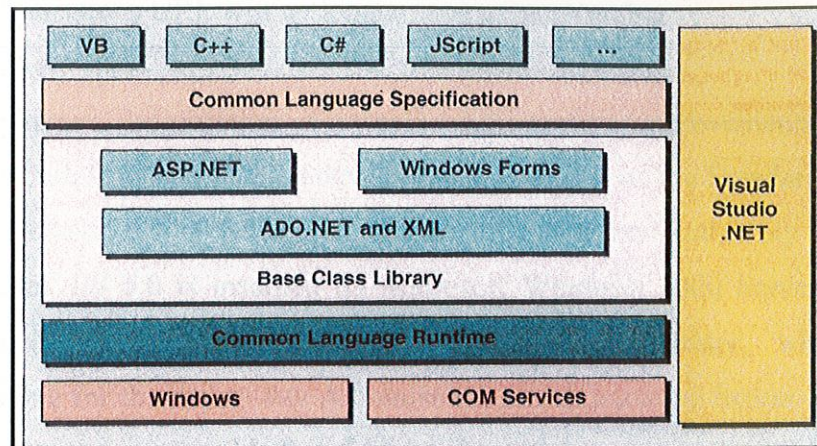 VB
C++
C#
JScript
...
Common Language Specification
ASP.NET
Windows Forms
ADO.NET and XML
Base Class Library
Common Language Runtime
Windows
COM Services
Visual
Studio
.NET